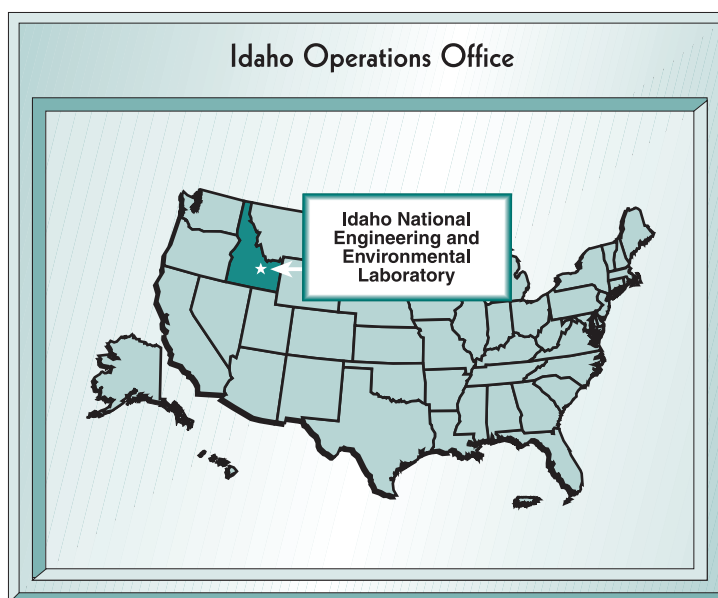 Idaho Operations Office
Idaho National
Engineering and
Environmental
Laboratory